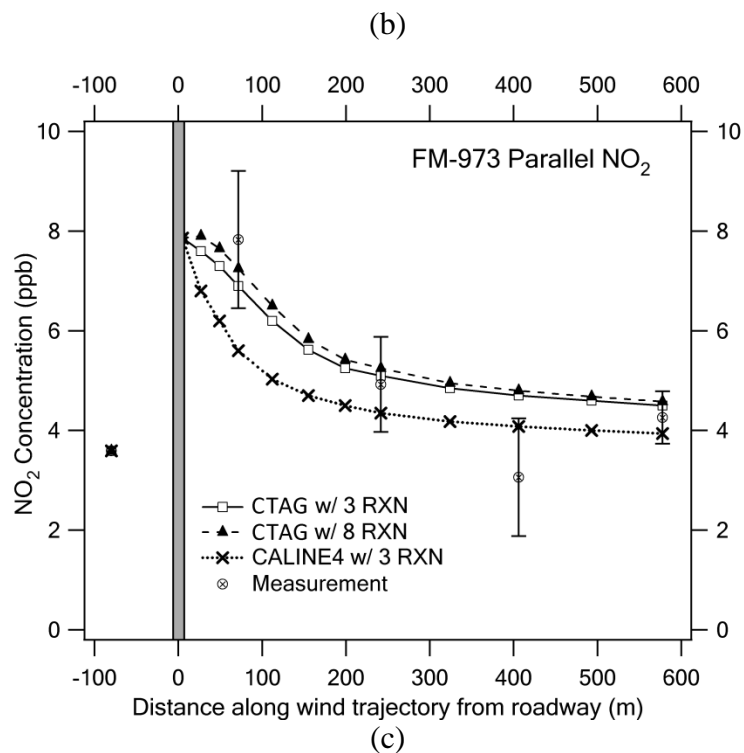 (b)
-100 0 100 200 300 400 500 600
10 10
FM-973 Parallel NO₂
8 8
6 6
4 4
2 2
0 0
NO₂ Concentration (ppb)
CTAG w/ 3 RXN
CTAG w/ 8 RXN
CALINE4 w/ 3 RXN
Measurement
-100 0 100 200 300 400 500 600
Distance along wind trajectory from roadway (m)
(c)